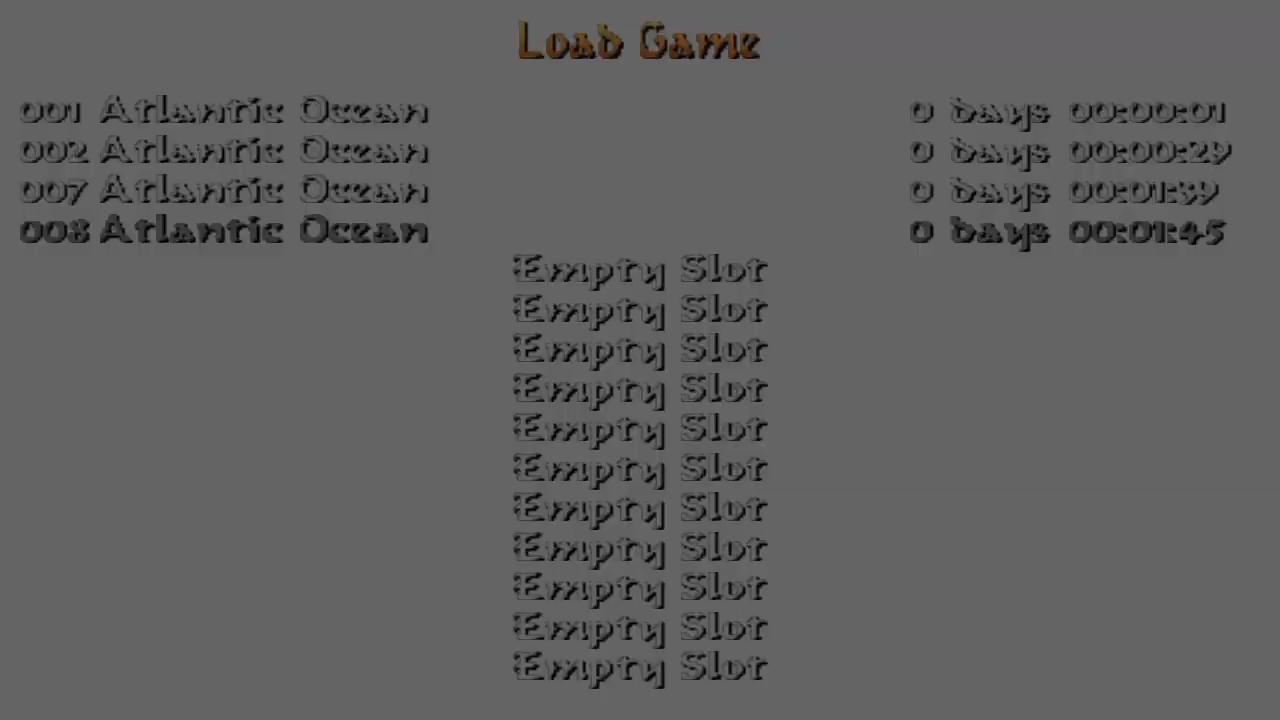 Load Game
001 Atlantic Ocean 0 days 00:00:01
002 Atlantic Ocean 0 days 00:00:29
007 Atlantic Ocean 0 days 00:01:39
008 Atlantic Ocean 0 days 00:01:45
Empty Slot
Empty Slot
Empty Slot
Empty Slot
Empty Slot
Empty Slot
Empty Slot
Empty Slot
Empty Slot
Empty Slot
Empty Slot